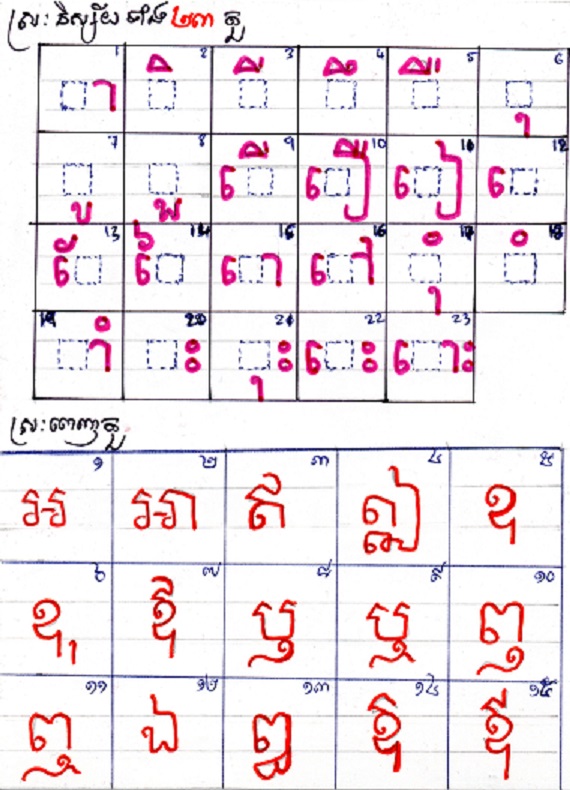 ស្រៈនិស្ស័យ ទាំង ២៣ តួ
1 2 3 4 5 6
ា ិ ី ឹ ឺ ុ
7 8 9 10 11 12
ូ ួ ើ ឿ ៀ េ
13 14 15 16 17 18
ែ ៃ ោ ៅ ុំ ំ
19 20 21 22 23
ាំ ះ ុះ េះ ោះ
ស្រៈពេញតួ
១ ២ ៣ ៤ ៥
អ អា ឥ ឦ ឧ
៦ ៧ ៨ ៩ ១០
ឩ ឪ ឫ ឬ ឭ
១១ ១២ ១៣ ១៤ ១៥
ឮ ឯ ឰ ឱ ឳ